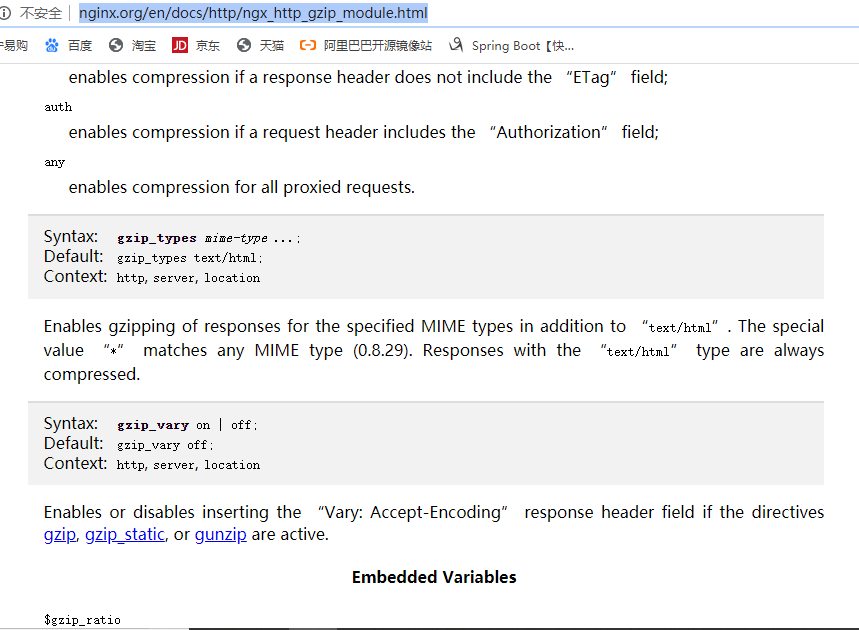 不安全 nginx.org/en/docs/http/ngx_http_gzip_module.html
易购 百度 淘宝 JD 京东 天猫 阿里巴巴开源镜像站 Spring Boot【快...
enables compression if a response header does not include the “ETag” field;
auth
enables compression if a request header includes the “Authorization” field;
any
enables compression for all proxied requests.
Syntax: gzip_types mime-type ...;
Default: gzip_types text/html;
Context: http, server, location
Enables gzipping of responses for the specified MIME types in addition to “text/html”. The special
value “*” matches any MIME type (0.8.29). Responses with the “text/html” type are always
compressed.
Syntax: gzip_vary on | off;
Default: gzip_vary off;
Context: http, server, location
Enables or disables inserting the “Vary: Accept-Encoding” response header field if the directives
gzip, gzip_static, or gunzip are active.
Embedded Variables
$gzip_ratio